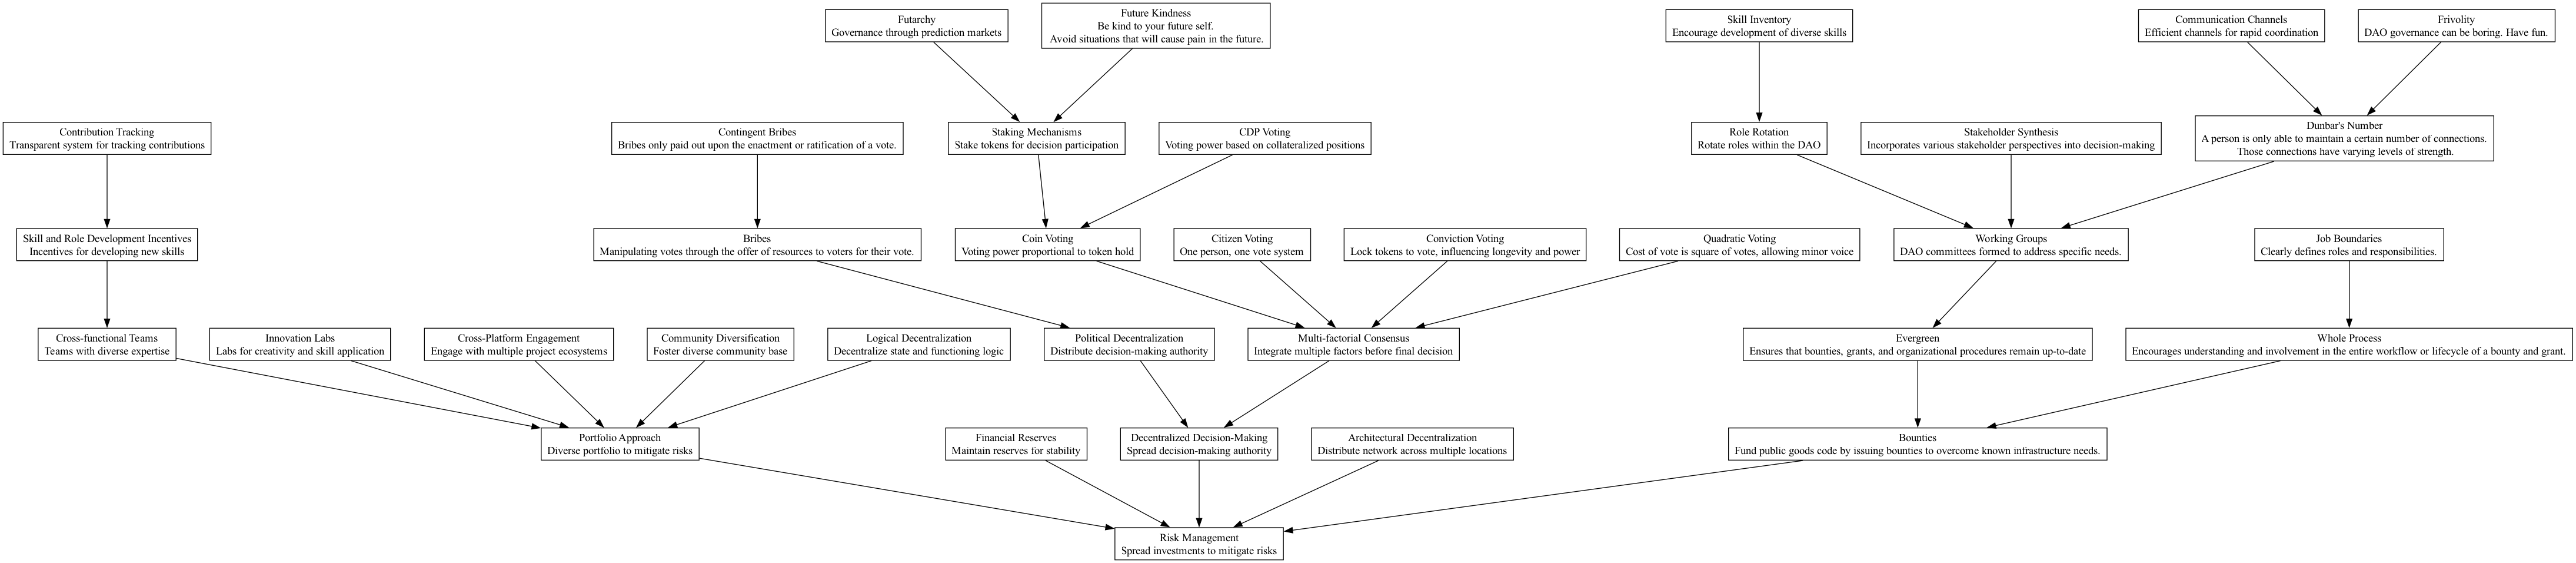 Futarchy
Governance through prediction markets
Future Kindness
Be kind to your future self.
Avoid situations that will cause pain in the future.
Skill Inventory
Encourage development of diverse skills
Communication Channels
Efficient channels for rapid coordination
Frivolity
DAO governance can be boring. Have fun.
Contribution Tracking
Transparent system for tracking contributions
Contingent Bribes
Bribes only paid out upon the enactment or ratification of a vote.
Staking Mechanisms
Stake tokens for decision participation
CDP Voting
Voting power based on collateralized positions
Role Rotation
Rotate roles within the DAO
Stakeholder Synthesis
Incorporates various stakeholder perspectives into decision-making
Dunbar's Number
A person is only able to maintain a certain number of connections.
Those connections have varying levels of strength.
Skill and Role Development Incentives
Incentives for developing new skills
Bribes
Manipulating votes through the offer of resources to voters for their vote.
Coin Voting
Voting power proportional to token hold
Citizen Voting
One person, one vote system
Conviction Voting
Lock tokens to vote, influencing longevity and power
Quadratic Voting
Cost of vote is square of votes, allowing minor voice
Working Groups
DAO committees formed to address specific needs.
Job Boundaries
Clearly defines roles and responsibilities.
Cross-functional Teams
Teams with diverse expertise
Innovation Labs
Labs for creativity and skill application
Cross-Platform Engagement
Engage with multiple project ecosystems
Community Diversification
Foster diverse community base
Logical Decentralization
Decentralize state and functioning logic
Political Decentralization
Distribute decision-making authority
Multi-factorial Consensus
Integrate multiple factors before final decision
Evergreen
Ensures that bounties, grants, and organizational procedures remain up-to-date
Whole Process
Encourages understanding and involvement in the entire workflow or lifecycle of a bounty and grant.
Portfolio Approach
Diverse portfolio to mitigate risks
Financial Reserves
Maintain reserves for stability
Decentralized Decision-Making
Spread decision-making authority
Architectural Decentralization
Distribute network across multiple locations
Bounties
Fund public goods code by issuing bounties to overcome known infrastructure needs.
Risk Management
Spread investments to mitigate risks